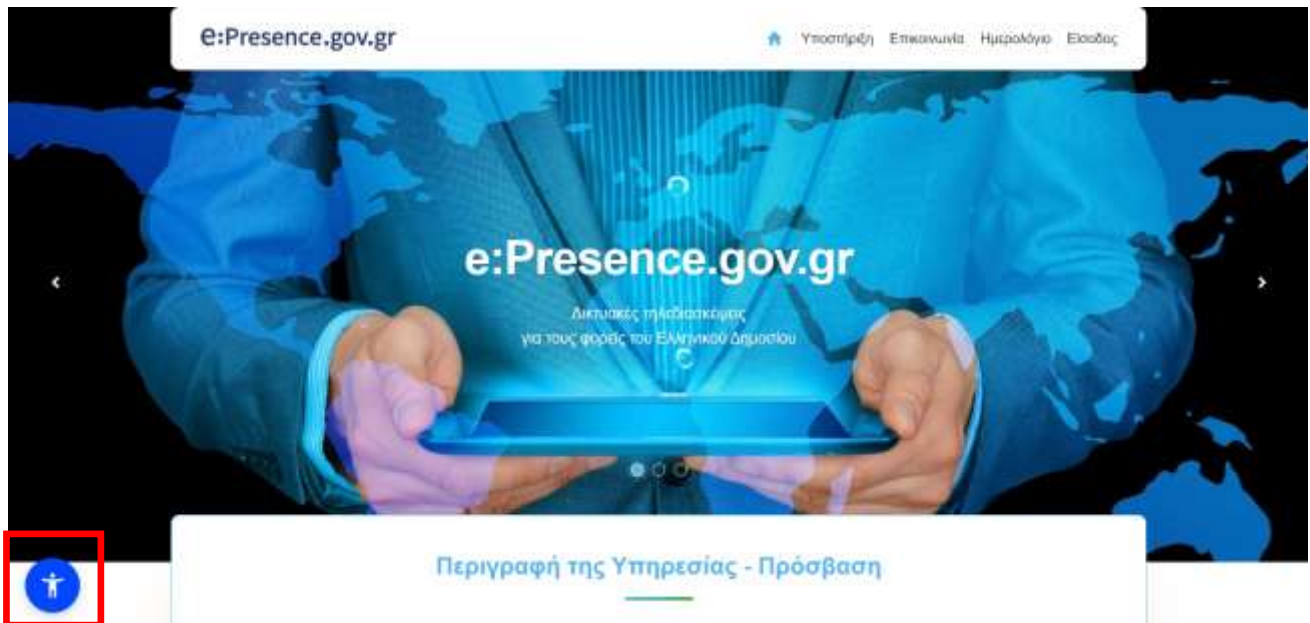 e:Presence.gov.gr
Υποστήριξη Επικοινωνία Ημερολόγιο Είσοδος
e:Presence.gov.gr
Δικτυακές τηλεδιασκέψεις
για τους φορείς του Ελληνικού Δημοσίου
Περιγραφή της Υπηρεσίας - Πρόσβαση